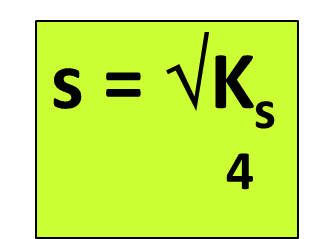 s = √Ks
4